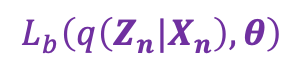 L_b(q(Z_n|X_n), θ)